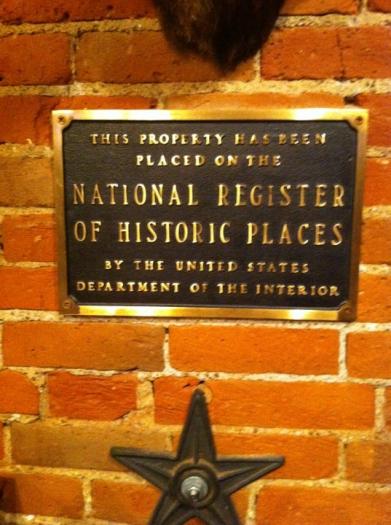 THIS PROPERTY HAS BEEN
PLACED ON THE
NATIONAL REGISTER
OF HISTORIC PLACES
BY THE UNITED STATES
DEPARTMENT OF THE INTERIOR